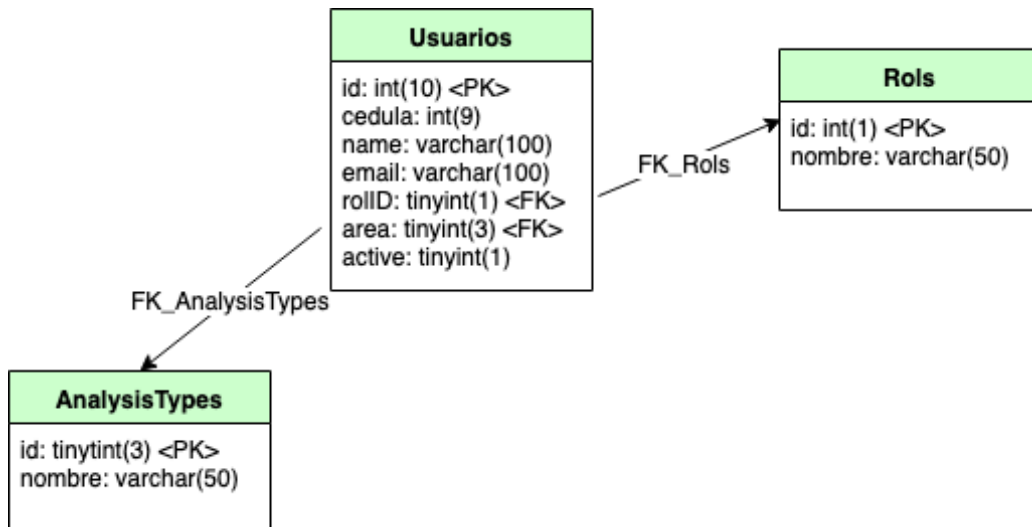 Usuarios
id: int(10) <PK>
cedula: int(9)
name: varchar(100)
email: varchar(100)
rolID: tinyint(1) <FK>
area: tinyint(3) <FK>
active: tinyint(1)
Rols
id: int(1) <PK>
nombre: varchar(50)
FK_Rols
FK_AnalysisTypes
AnalysisTypes
id: tinytint(3) <PK>
nombre: varchar(50)